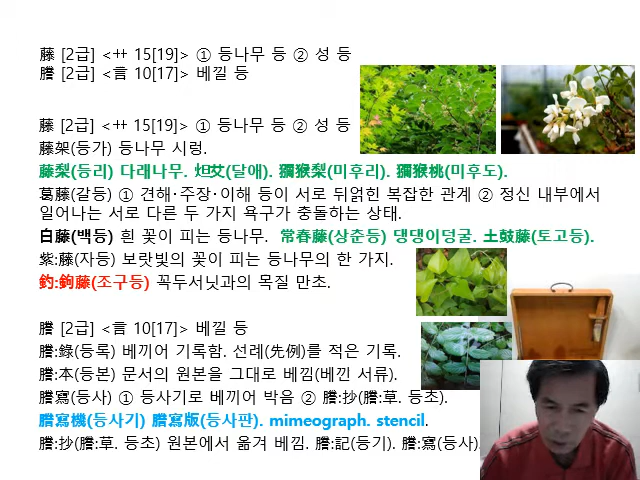 藤 [2급] <艹 15[19]> ① 등나무 등 ② 성 등
謄 [2급] <言 10[17]> 베낄 등
藤 [2급] <艹 15[19]> ① 등나무 등 ② 성 등
藤架(등가) 등나무 시렁.
藤梨(등리) 다래나무. 炟艾(달애). 獼猴梨(미후리). 獼猴桃(미후도).
葛藤(갈등) ① 견해·주장·이해 등이 서로 뒤얽힌 복잡한 관계 ② 정신 내부에서
일어나는 서로 다른 두 가지 욕구가 충돌하는 상태.
白藤(백등) 흰 꽃이 피는 등나무. 常春藤(상춘등) 댕댕이덩굴. 土鼓藤(토고등).
紫:藤(자등) 보랏빛의 꽃이 피는 등나무의 한 가지.
釣:鉤藤(조구등) 꼭두서닛과의 목질 만초.
謄 [2급] <言 10[17]> 베낄 등
謄:錄(등록) 베끼어 기록함. 선례(先例)를 적은 기록.
謄:本(등본) 문서의 원본을 그대로 베낌(베낀 서류).
謄寫(등사) ① 등사기로 베끼어 박음 ② 謄:抄(謄:草. 등초).
謄寫機(등사기) 謄寫版(등사판). mimeograph. stencil.
謄:抄(謄:草. 등초) 원본에서 옮겨 베낌. 謄:記(등기). 謄:寫(등사)